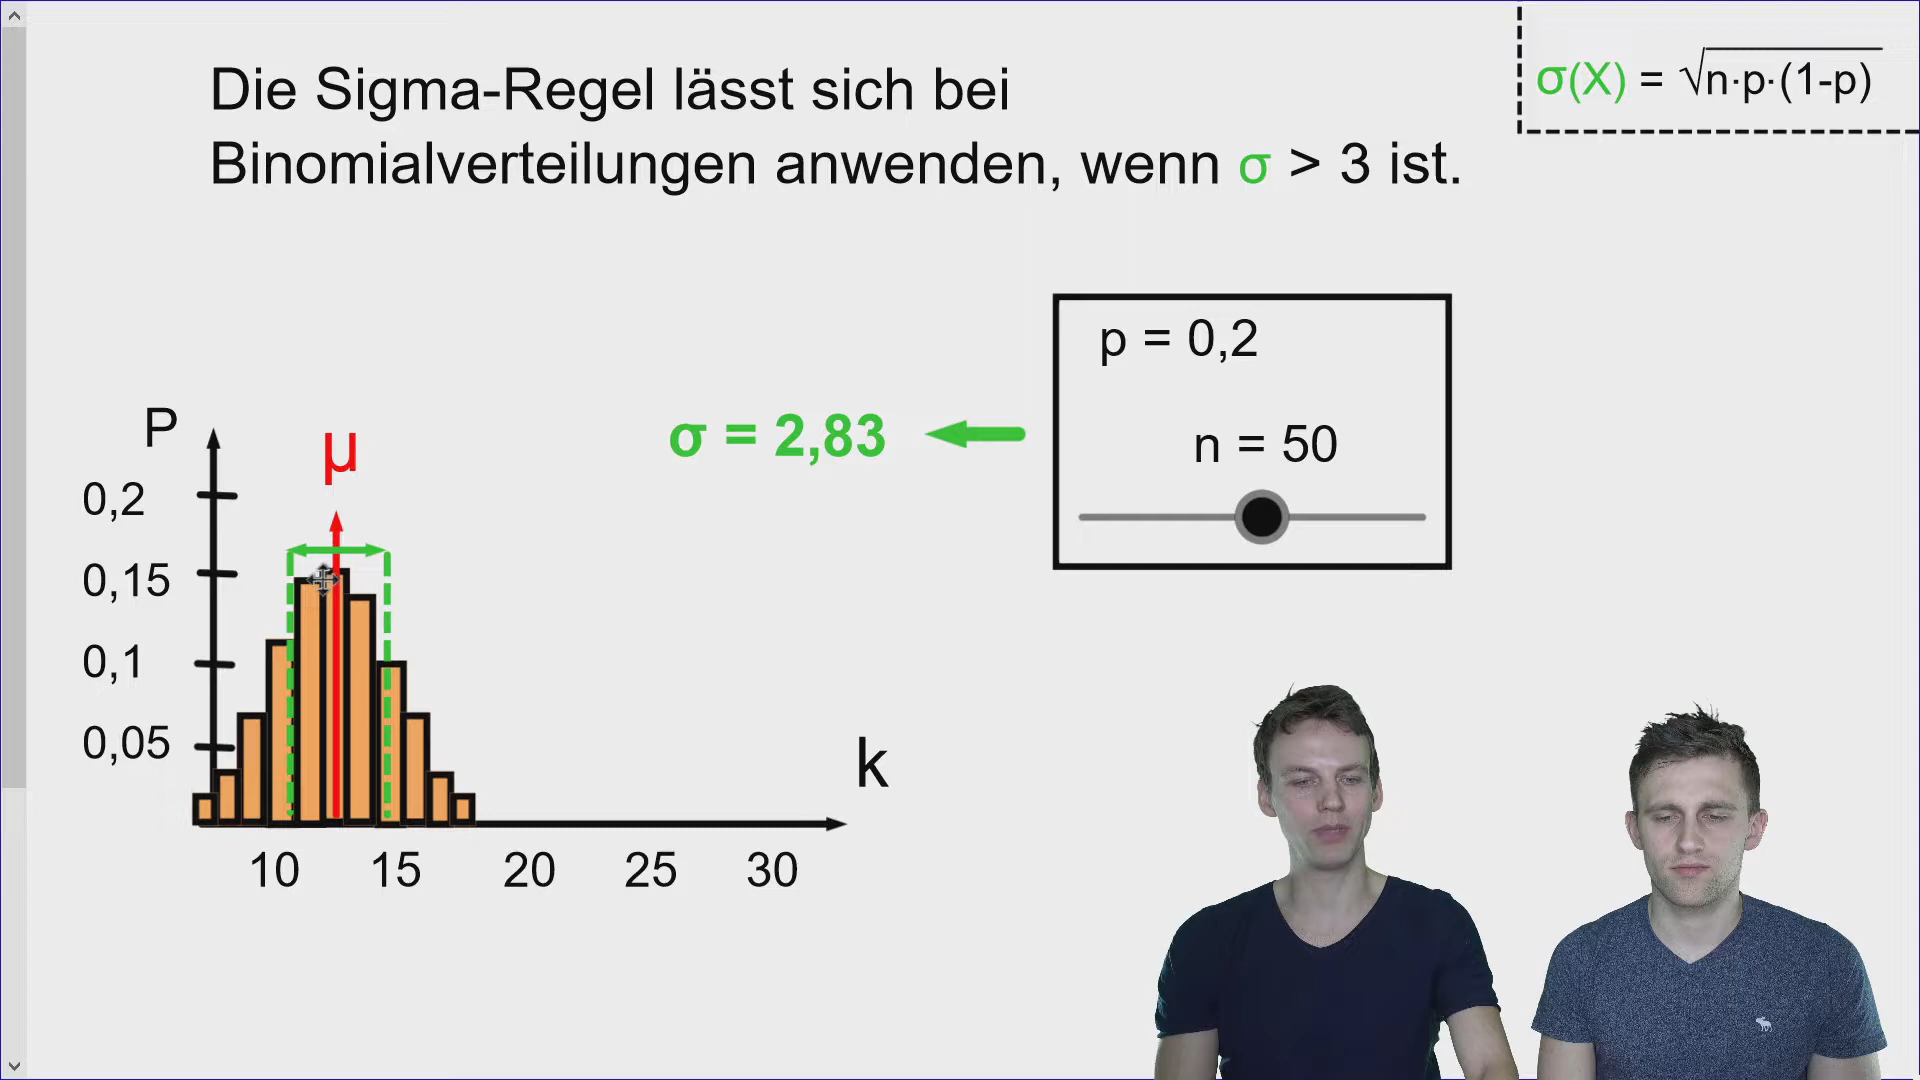 Die Sigma-Regel lässt sich bei
Binomialverteilungen anwenden, wenn σ > 3 ist.
σ(X) = √n·p·(1-p)
p = 0,2
n = 50
σ = 2,83
P
μ
0,2
0,15
0,1
0,05
k
10 15 20 25 30